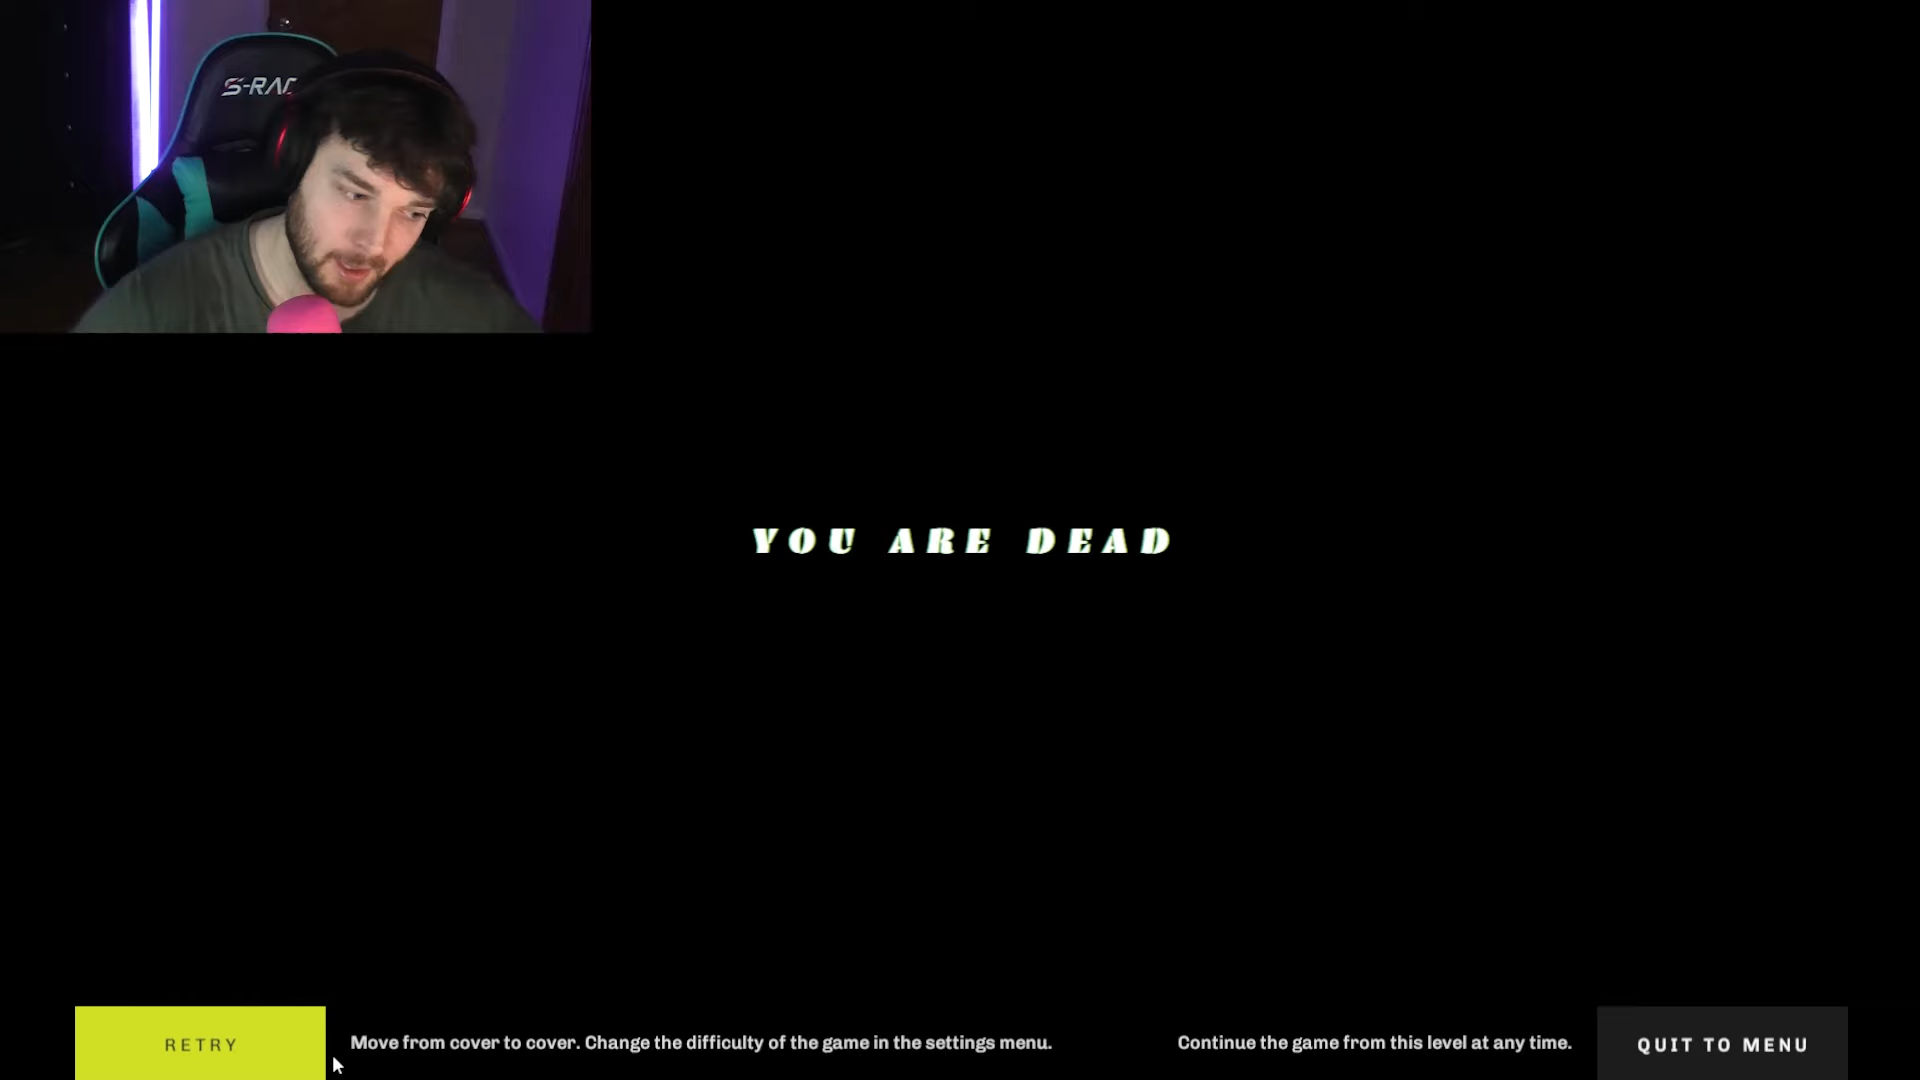 S-RAC
YOU ARE DEAD
RETRY
Move from cover to cover. Change the difficulty of the game in the settings menu.
Continue the game from this level at any time.
QUIT TO MENU